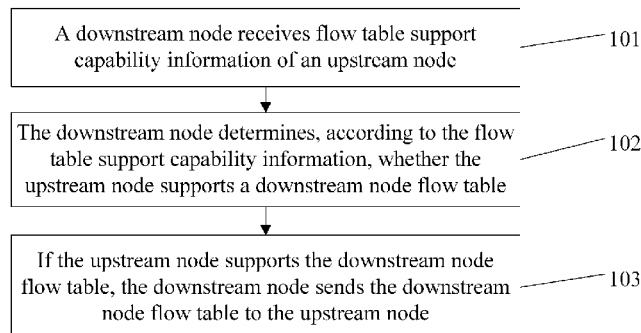 A downstream node receives flow table support
capability information of an upstream node
101
The downstream node determines, according to the flow
table support capability information, whether the
upstream node supports a downstream node flow table
102
If the upstream node supports the downstream node
flow table, the downstream node sends the downstream
node flow table to the upstream node
103